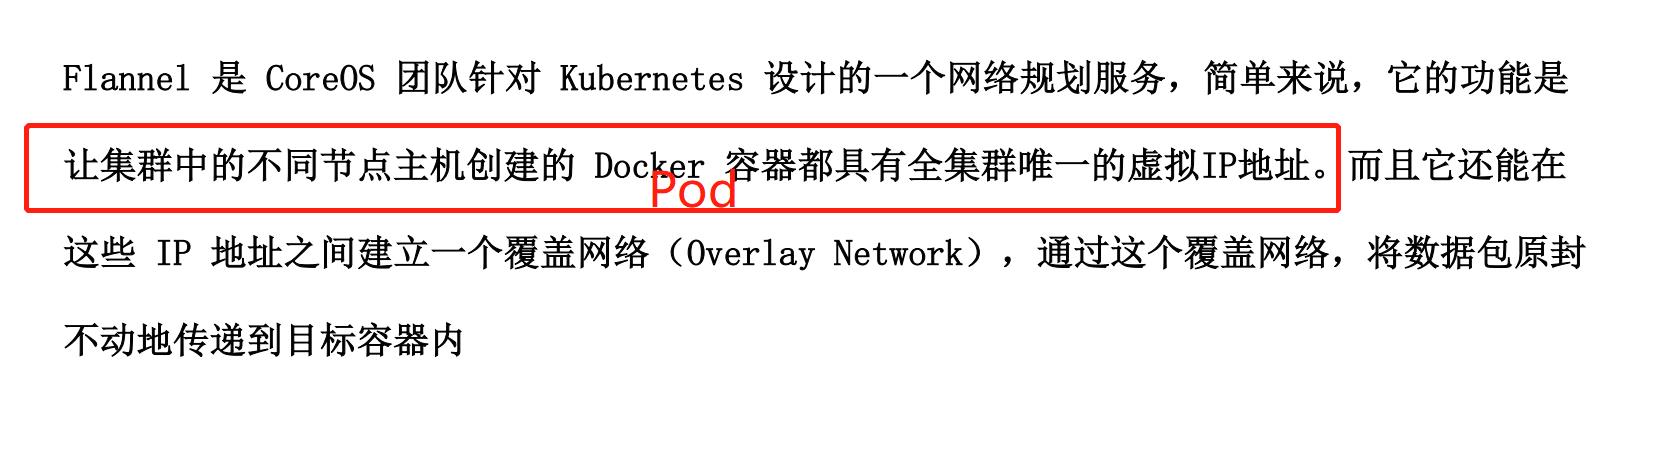 Flannel 是 CoreOS 团队针对 Kubernetes 设计的一个网络规划服务，简单来说，它的功能是
让集群中的不同节点主机创建的 Docker 容器都具有全集群唯一的虚拟IP地址。而且它还能在
Pod
这些 IP 地址之间建立一个覆盖网络（Overlay Network），通过这个覆盖网络，将数据包原封
不动地传递到目标容器内